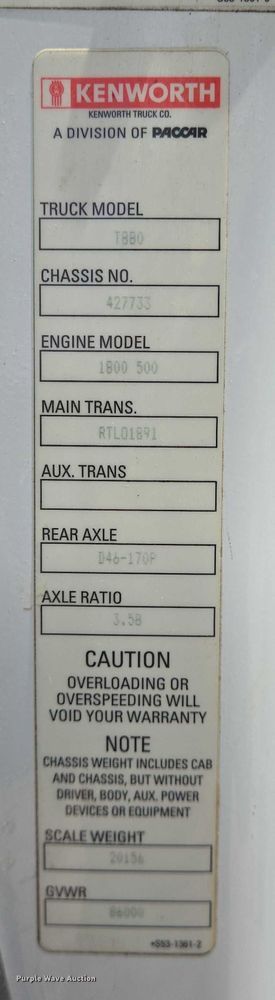 KENWORTH
KENWORTH TRUCK CO.
A DIVISION OF PACCAR
TRUCK MODEL
T880
CHASSIS NO.
427733
ENGINE MODEL
1800 500
MAIN TRANS.
RTLO1891
AUX. TRANS
REAR AXLE
D46-170P
AXLE RATIO
3.58
CAUTION
OVERLOADING OR
OVERSPEEDING WILL
VOID YOUR WARRANTY
NOTE
CHASSIS WEIGHT INCLUDES CAB
AND CHASSIS, BUT WITHOUT
DRIVER, BODY, AUX. POWER
DEVICES OR EQUIPMENT
SCALE WEIGHT
20156
GVWR
Purple Wave Auction